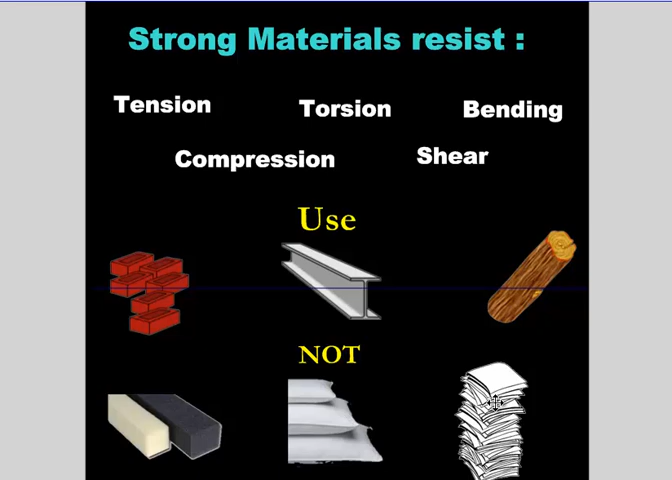 Strong Materials resist :
Tension Torsion Bending
Compression Shear
Use
NOT